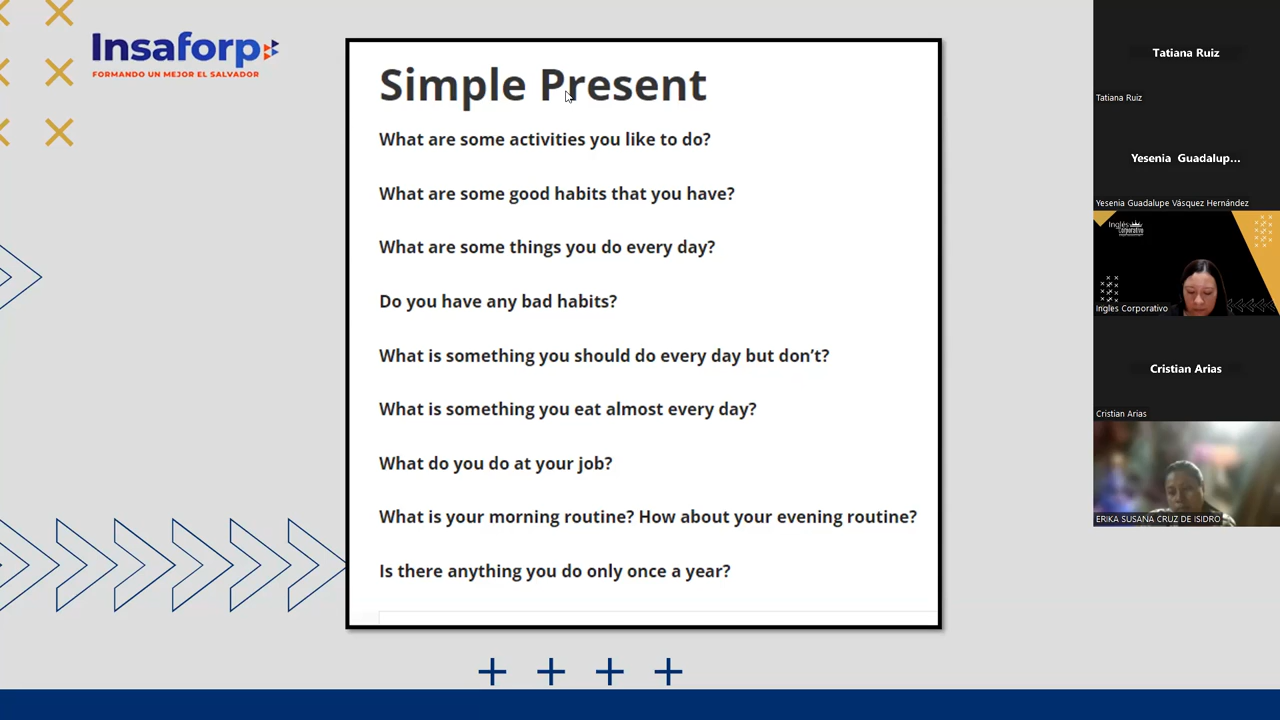 Insaforp
FORMANDO UN MEJOR EL SALVADOR
Simple Present
What are some activities you like to do?
What are some good habits that you have?
What are some things you do every day?
Do you have any bad habits?
What is something you should do every day but don't?
What is something you eat almost every day?
What do you do at your job?
What is your morning routine? How about your evening routine?
Is there anything you do only once a year?
Tatiana Ruiz
Tatiana Ruiz
Yesenia Guadalup...
Yesenia Guadalupe Vásquez Hernández
Inglés
Corporativo
Ingles Corporativo
Cristian Arias
Cristian Arias
ERIKA SUSANA CRUZ DE ISIDRO